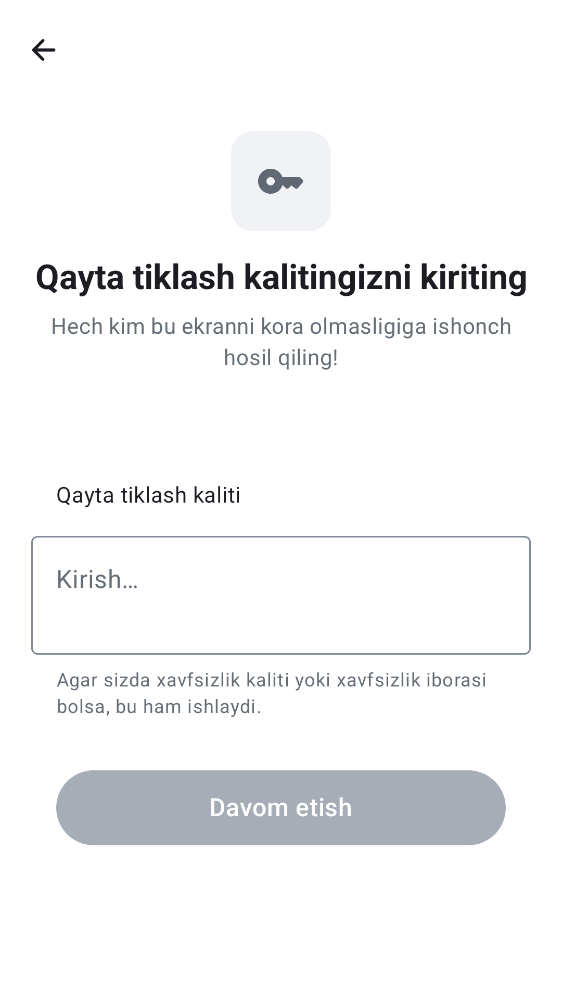 Qayta tiklash kalitingizni kiriting
Hech kim bu ekranni kora olmasligiga ishonch
hosil qiling!
Qayta tiklash kaliti
Kirish…
Agar sizda xavfsizlik kaliti yoki xavfsizlik iborasi
bolsa, bu ham ishlaydi.
Davom etish